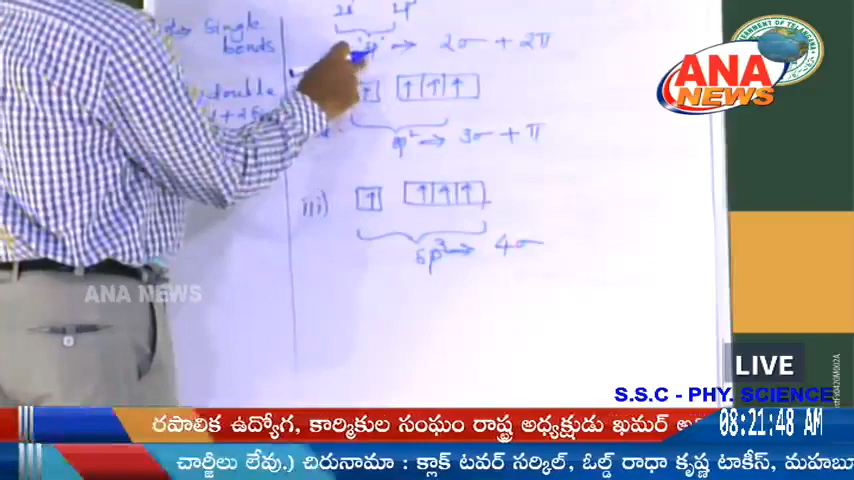 Single
bonds
double
2σ + 2π
sp² → 3σ + π
iii)
sp³ → 4σ
ANA
NEWS
ANA NEWS
LIVE
S.S.C - PHY. SCIENCE
రపాలిక ఉద్యోగ, కార్మికుల సంఘం రాష్ట్ర అధ్యక్షుడు ఖమర్
08:21:48 AM
చార్జీలు లేవు.) చిరునామా : క్లాక్ టవర్ సర్కిల్, ఓల్డ్ రాధా కృష్ణ టాకీస్, మహబూ